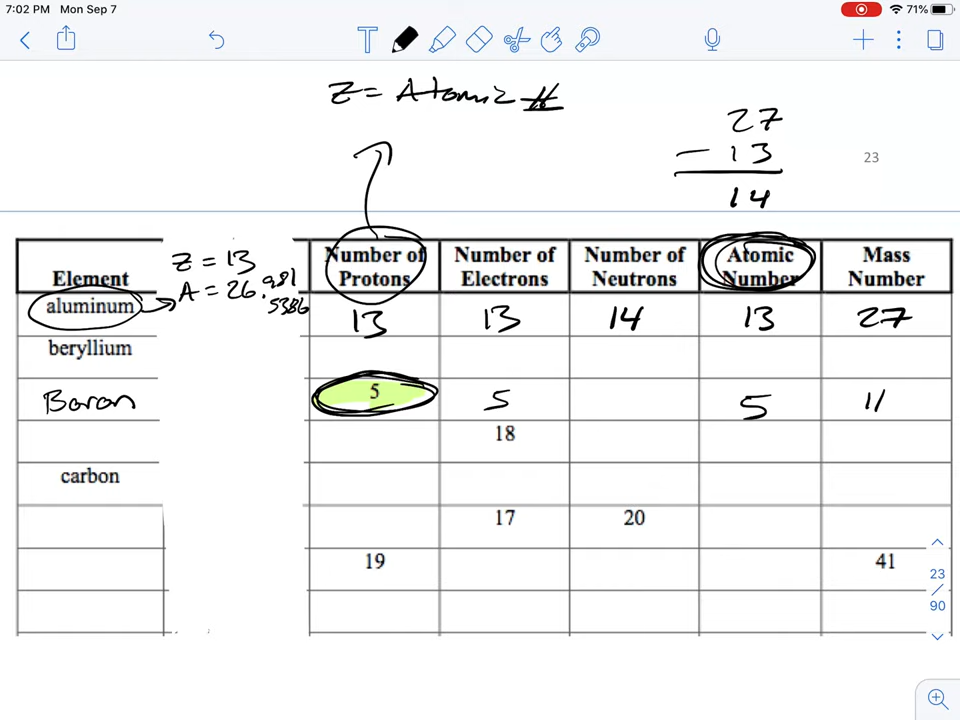 7:02 PM Mon Sep 7
71%
T
Z = Atomic #
27
- 13
14
23
Element
Z = 13
A = 26.981
5386
Number of Protons
Number of Electrons
Number of Neutrons
Atomic Number
Mass Number
aluminum 13 13 14 13 27
beryllium
Boron 5 5 5 11
18
carbon
17 20
19 41
23
/
90